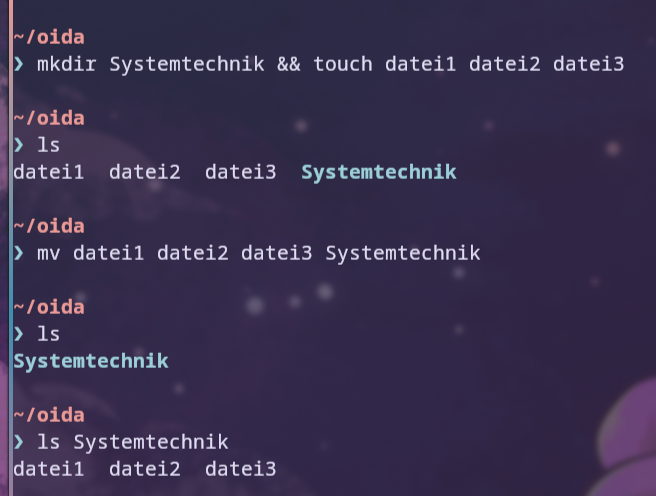 ~/oida
❯ mkdir Systemtechnik && touch datei1 datei2 datei3
~/oida
❯ ls
datei1  datei2  datei3  Systemtechnik
~/oida
❯ mv datei1 datei2 datei3 Systemtechnik
~/oida
❯ ls
Systemtechnik
~/oida
❯ ls Systemtechnik
datei1  datei2  datei3